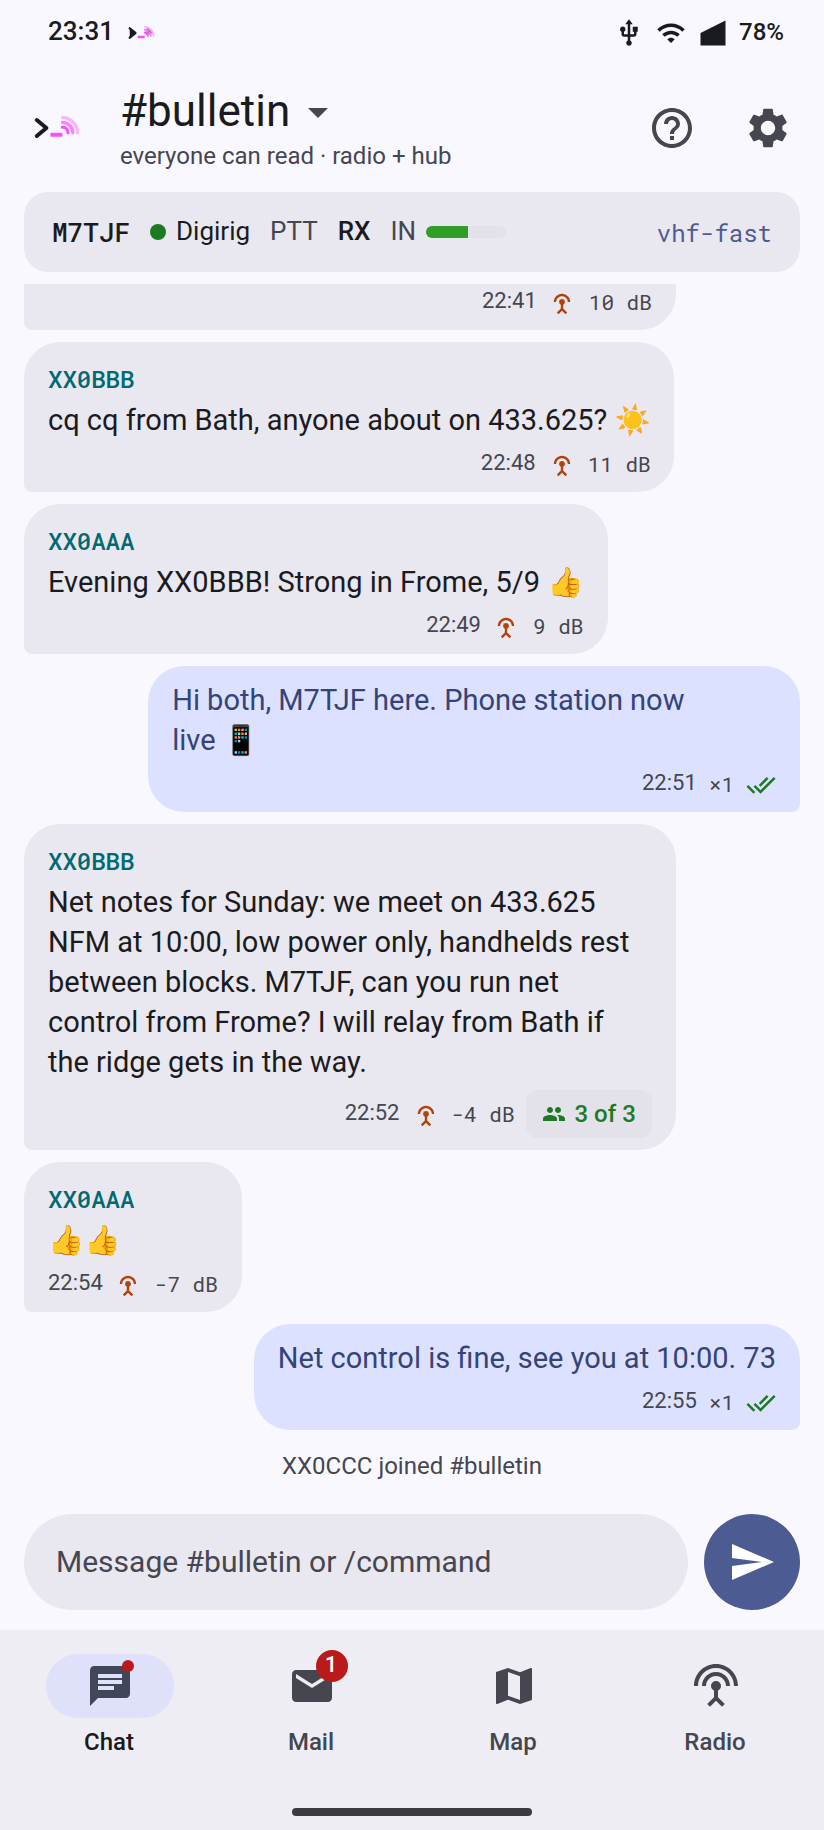 23:31
78%
#bulletin
everyone can read · radio + hub
M7TJF Digirig PTT RX IN vhf-fast
22:41 10 dB
XX0BBB
cq cq from Bath, anyone about on 433.625? ☀️
22:48 11 dB
XX0AAA
Evening XX0BBB! Strong in Frome, 5/9 👍
22:49 9 dB
Hi both, M7TJF here. Phone station now
live 📱
22:51 ×1
XX0BBB
Net notes for Sunday: we meet on 433.625
NFM at 10:00, low power only, handhelds rest
between blocks. M7TJF, can you run net
control from Frome? I will relay from Bath if
the ridge gets in the way.
22:52 -4 dB 3 of 3
XX0AAA
👍👍
22:54 -7 dB
Net control is fine, see you at 10:00. 73
22:55 ×1
XX0CCC joined #bulletin
Message #bulletin or /command
1
Chat Mail Map Radio